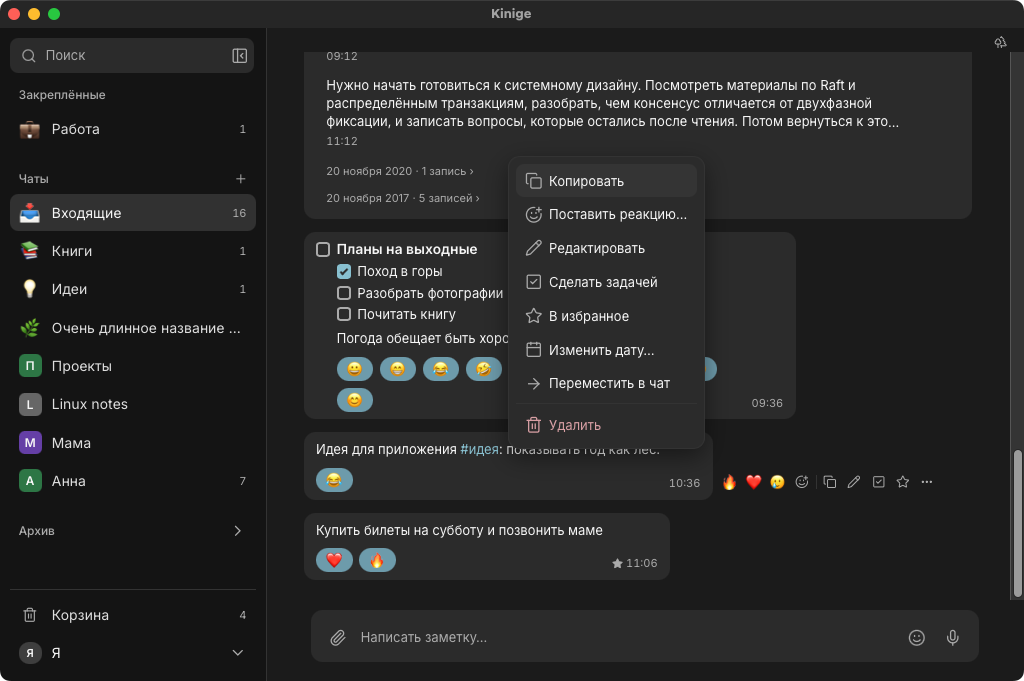 Kinige
Поиск
Закреплённые
Работа 1
Чаты
Входящие 16
Книги 1
Идеи 1
Очень длинное название ...
П Проекты
L Linux notes
М Мама
А Анна 7
Архив
Корзина 4
Я Я
09:12
Нужно начать готовиться к системному дизайну. Посмотреть материалы по Raft и
распределённым транзакциям, разобрать, чем консенсус отличается от двухфазной
фиксации, и записать вопросы, которые остались после чтения. Потом вернуться к это...
11:12
20 ноября 2020 · 1 запись ›
20 ноября 2017 · 5 записей ›
Планы на выходные
Поход в горы
Разобрать фотографии
Почитать книгу
Погода обещает быть хоро
09:36
Копировать
Поставить реакцию...
Редактировать
Сделать задачей
В избранное
Изменить дату...
Переместить в чат
Удалить
Идея для приложения #идея: показывать год как лес.
10:36
Купить билеты на субботу и позвонить маме
11:06
Написать заметку...